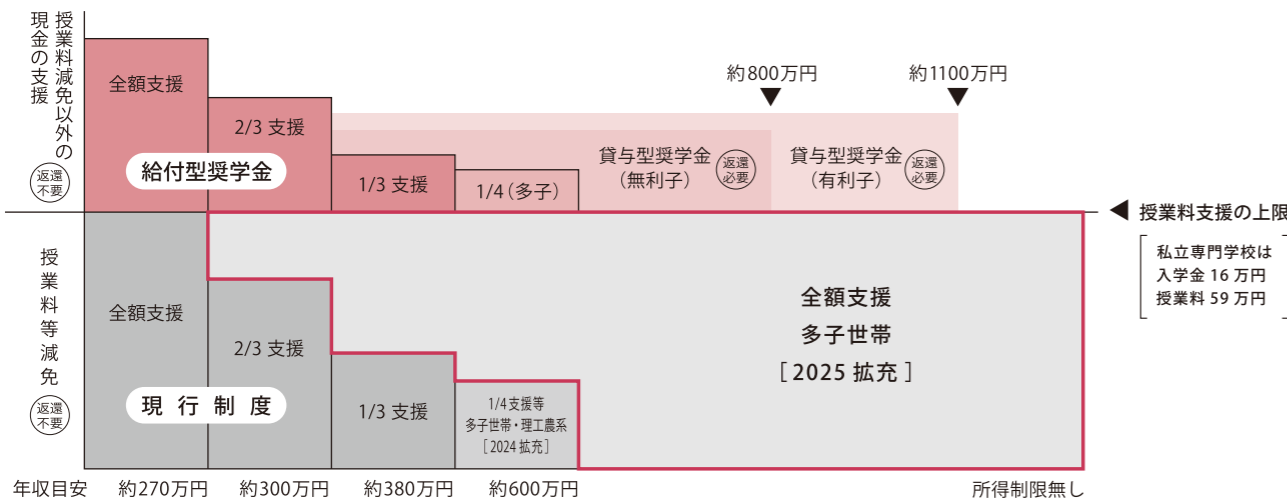 授業料減免以外の
現金の支援
返還
不要
全額支援
2/3 支援
給付型奨学金
1/3 支援
1/4（多子）
約800万円
約1100万円
貸与型奨学金
（無利子）
返還
必要
貸与型奨学金
（有利子）
返還
必要
授業料支援の上限
私立専門学校は
入学金 16 万円
授業料 59 万円
授業料等減免
返還
不要
全額支援
2/3 支援
現行制度
1/3 支援
1/4支援等
多子世帯・理工農系
［2024 拡充］
全額支援
多子世帯
［ 2025 拡充 ］
年収目安
約270万円
約300万円
約380万円
約600万円
所得制限無し